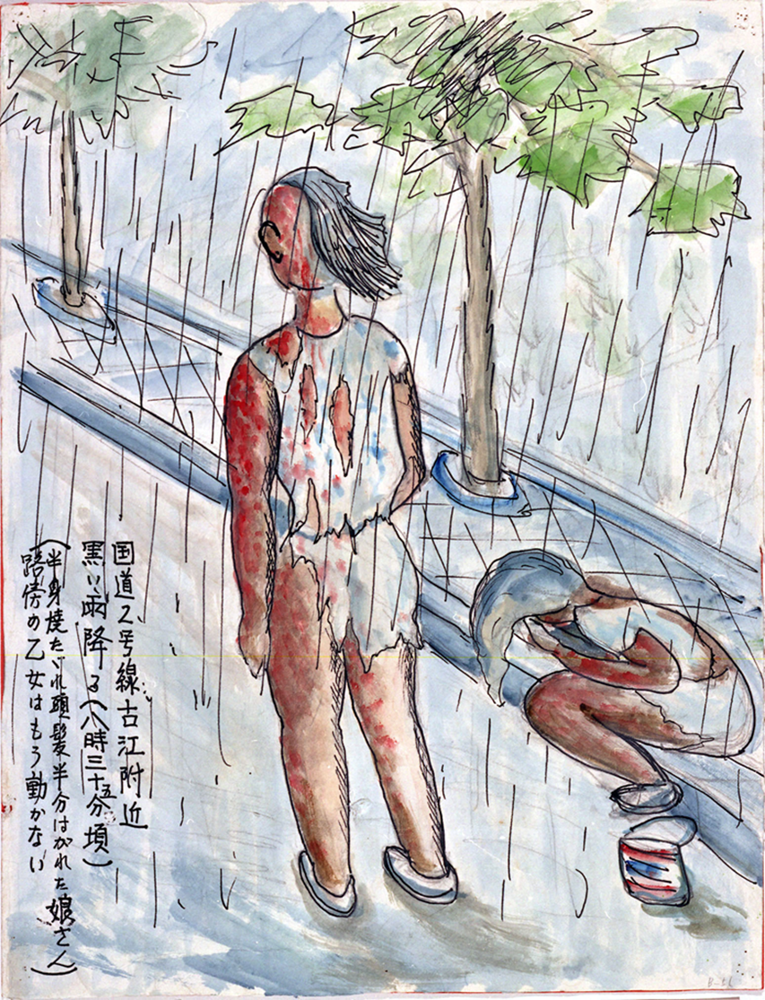 国道2号線古江附近
黒い雨降る(八時三十五分頃)
(半身焼たゞれ頭髪半分はがれた娘さん)
路傍の乙女はもう動かない